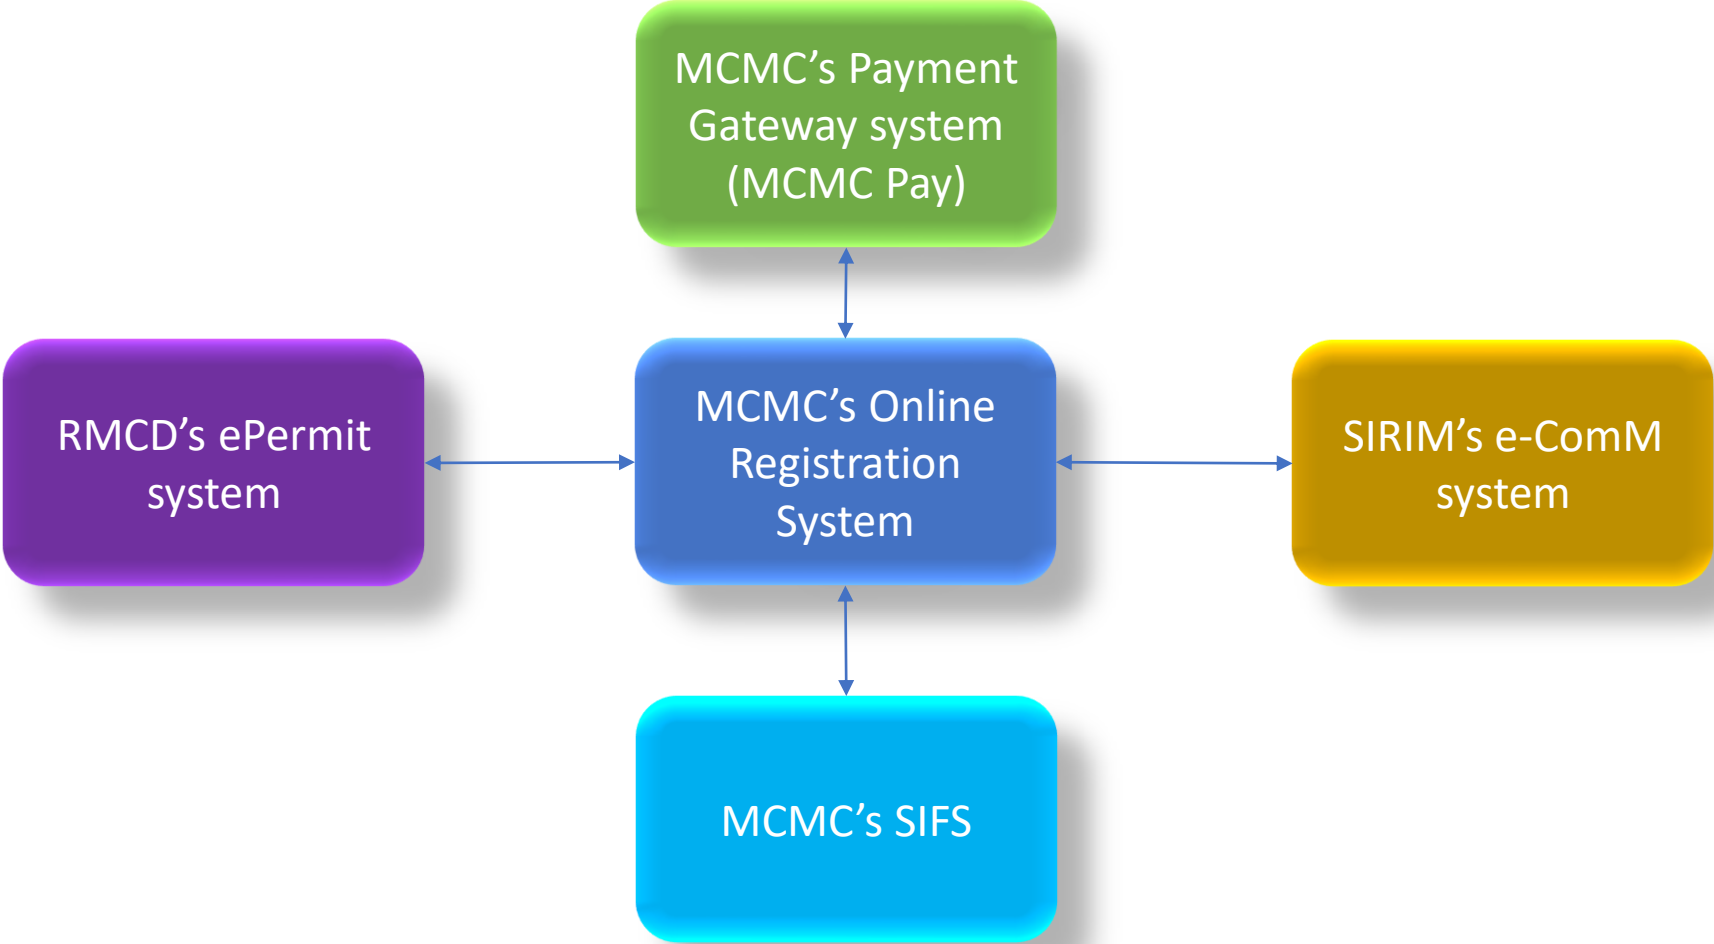 MCMC’s Payment
Gateway system
(MCMC Pay)
RMCD’s ePermit
system
MCMC’s Online
Registration
System
SIRIM’s e-ComM
system
MCMC’s SIFS